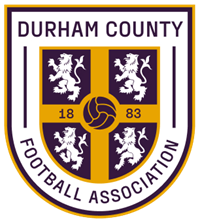 DURHAM COUNTY
18 83
FOOTBALL ASSOCIATION